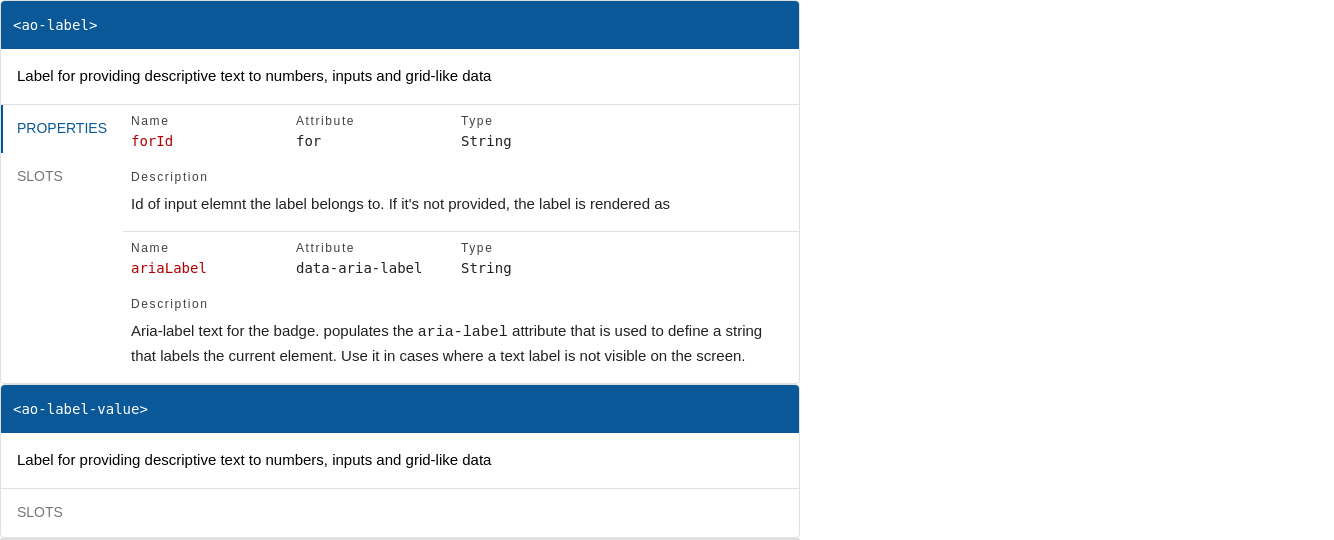 <ao-label>
Label for providing descriptive text to numbers, inputs and grid-like data
PROPERTIES
SLOTS
Name Attribute Type
forId for String
Description
Id of input elemnt the label belongs to. If it's not provided, the label is rendered as
Name Attribute Type
ariaLabel data-aria-label String
Description
Aria-label text for the badge. populates the aria-label attribute that is used to define a string
that labels the current element. Use it in cases where a text label is not visible on the screen.
<ao-label-value>
Label for providing descriptive text to numbers, inputs and grid-like data
SLOTS